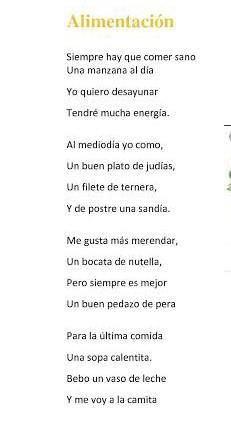 Alimentación
Siempre hay que comer sano
Una manzana al día
Yo quiero desayunar
Tendré mucha energía.
Al mediodía yo como,
Un buen plato de judías,
Un filete de ternera,
Y de postre una sandía.
Me gusta más merendar,
Un bocata de nutella,
Pero siempre es mejor
Un buen pedazo de pera
Para la última comida
Una sopa calentita.
Bebo un vaso de leche
Y me voy a la camita